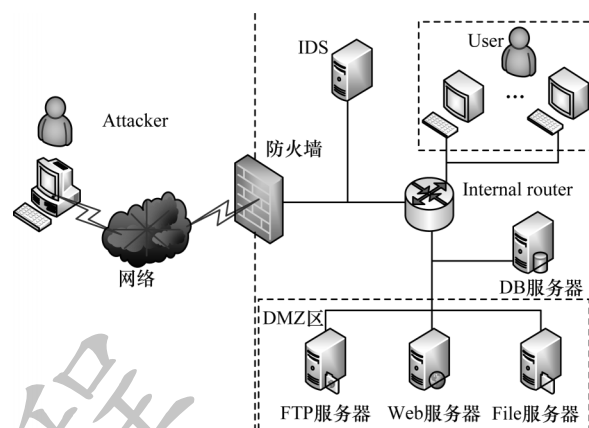 IDS
User
Attacker
...
防火墙
Internal router
网络
DB服务器
DMZ区
FTP服务器
Web服务器
File服务器